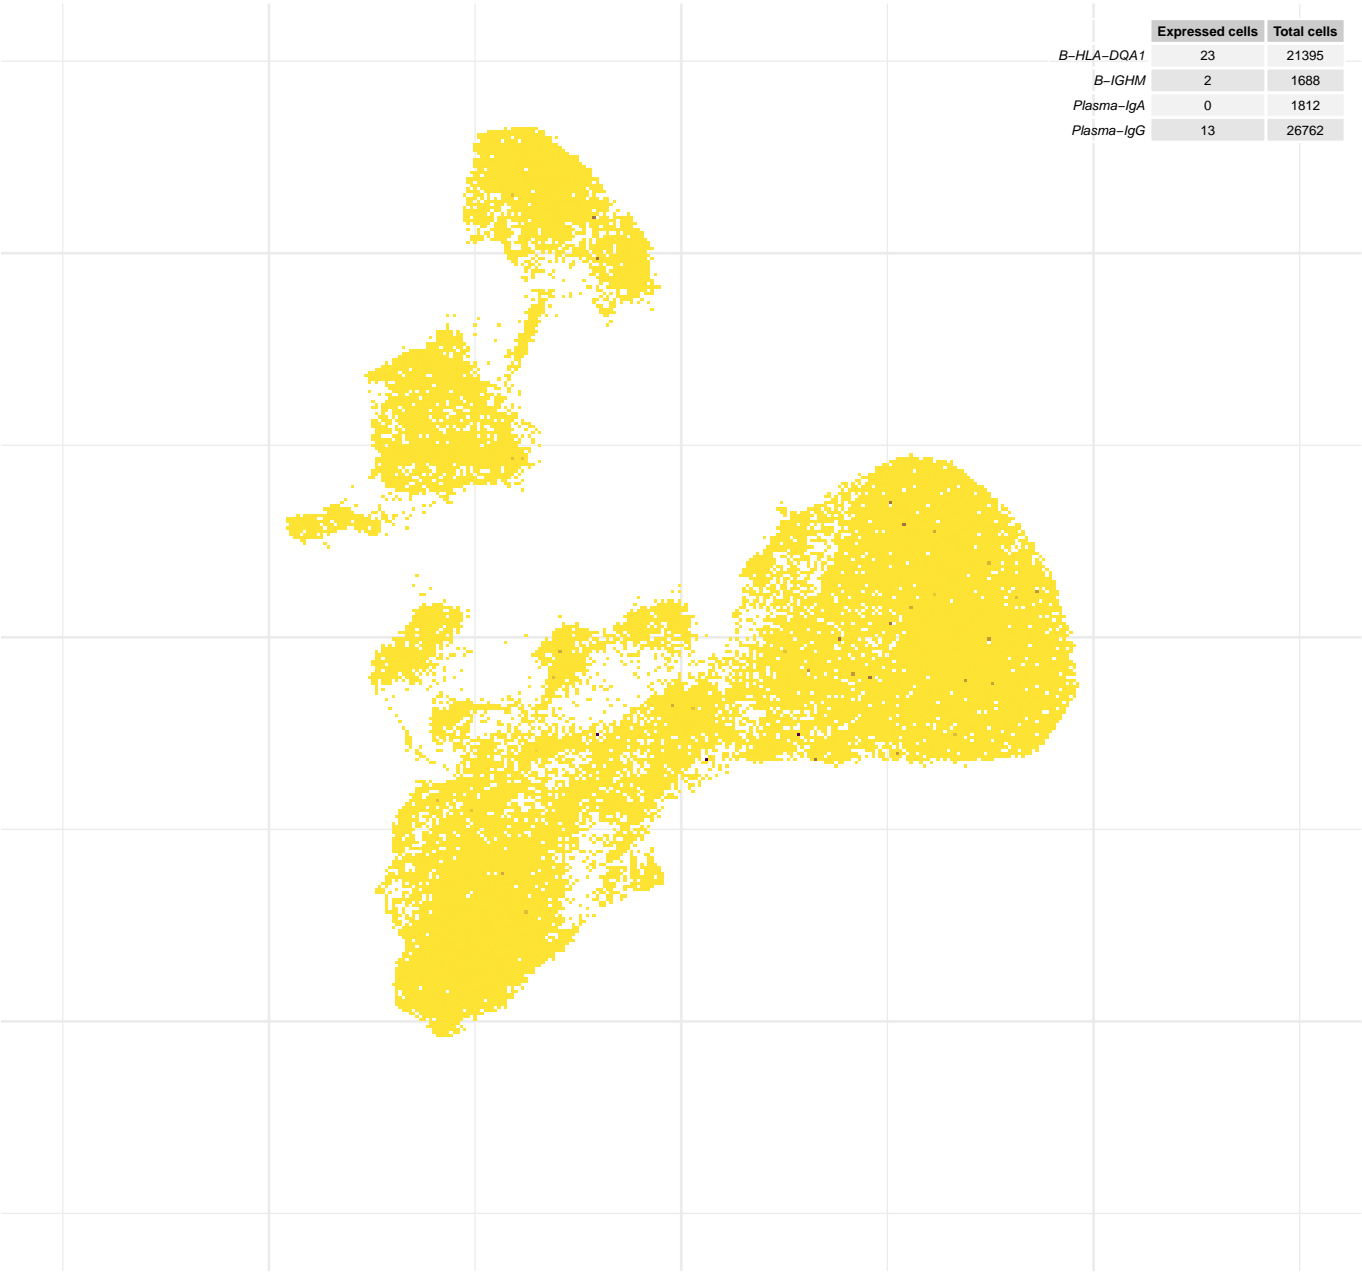 Expressed cells Total cells
B−HLA−DQA1 23 21395
B−IGHM 2 1688
Plasma−IgA 0 1812
Plasma−IgG 13 26762